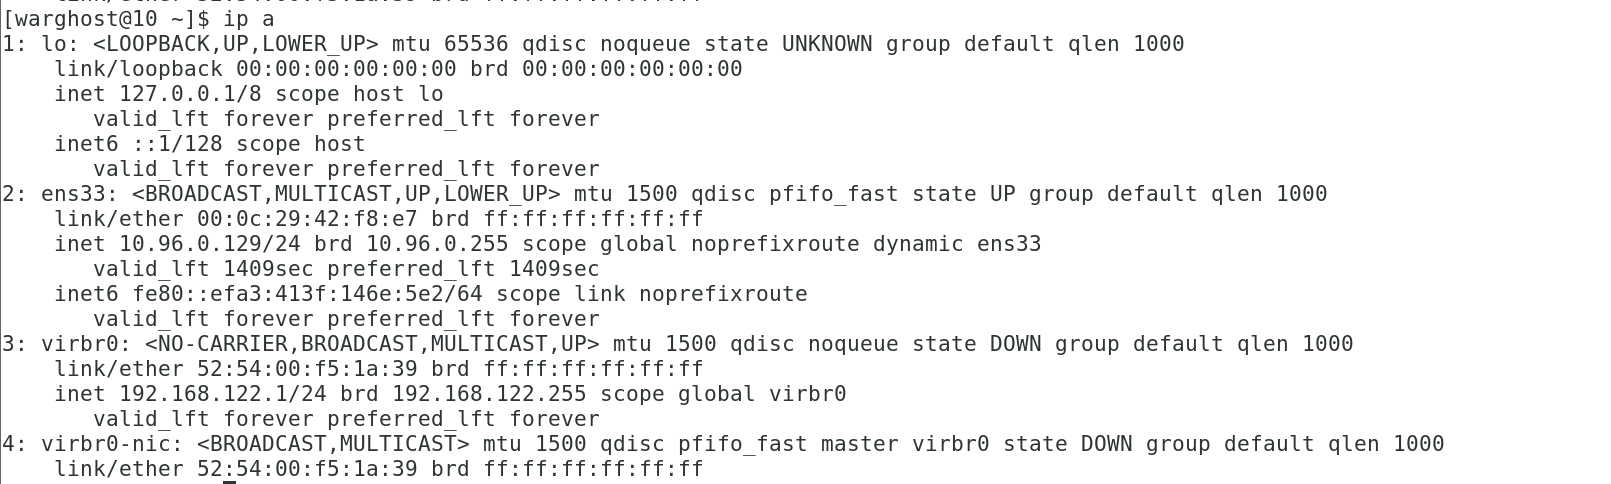 [warghost@10 ~]$ ip a
1: lo: <LOOPBACK,UP,LOWER_UP> mtu 65536 qdisc noqueue state UNKNOWN group default qlen 1000
    link/loopback 00:00:00:00:00:00 brd 00:00:00:00:00:00
    inet 127.0.0.1/8 scope host lo
       valid_lft forever preferred_lft forever
    inet6 ::1/128 scope host
       valid_lft forever preferred_lft forever
2: ens33: <BROADCAST,MULTICAST,UP,LOWER_UP> mtu 1500 qdisc pfifo_fast state UP group default qlen 1000
    link/ether 00:0c:29:42:f8:e7 brd ff:ff:ff:ff:ff:ff
    inet 10.96.0.129/24 brd 10.96.0.255 scope global noprefixroute dynamic ens33
       valid_lft 1409sec preferred_lft 1409sec
    inet6 fe80::efa3:413f:146e:5e2/64 scope link noprefixroute
       valid_lft forever preferred_lft forever
3: virbr0: <NO-CARRIER,BROADCAST,MULTICAST,UP> mtu 1500 qdisc noqueue state DOWN group default qlen 1000
    link/ether 52:54:00:f5:1a:39 brd ff:ff:ff:ff:ff:ff
    inet 192.168.122.1/24 brd 192.168.122.255 scope global virbr0
       valid_lft forever preferred_lft forever
4: virbr0-nic: <BROADCAST,MULTICAST> mtu 1500 qdisc pfifo_fast master virbr0 state DOWN group default qlen 1000
    link/ether 52:54:00:f5:1a:39 brd ff:ff:ff:ff:ff:ff